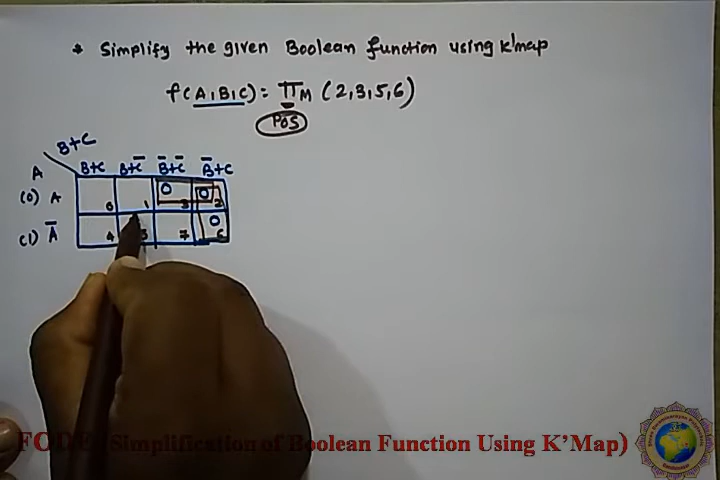 * Simplify the given Boolean function using K'map
f(A,B,C) = πM (2,3,5,6)
POS
B+C
A B+C B+C̅ B̅+C̅ B̅+C
(0) A 0 0
0 1 3 2
(1) A̅ 0
4 5 7 6
(Simplification of Boolean Function Using K'Map)